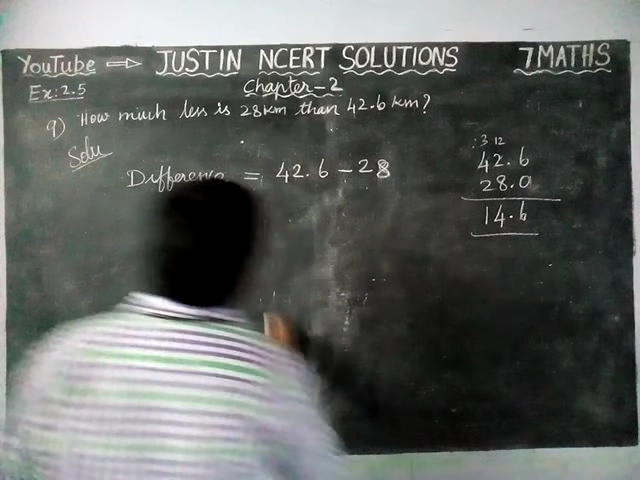 YouTube ⇒ JUSTIN NCERT SOLUTIONS 7 MATHS
Ex: 2.5 Chapter-2
9) How much less is 28km than 42.6 km?
Solu
Difference = 42.6 - 28
3 12
42.6
28.0
14.6